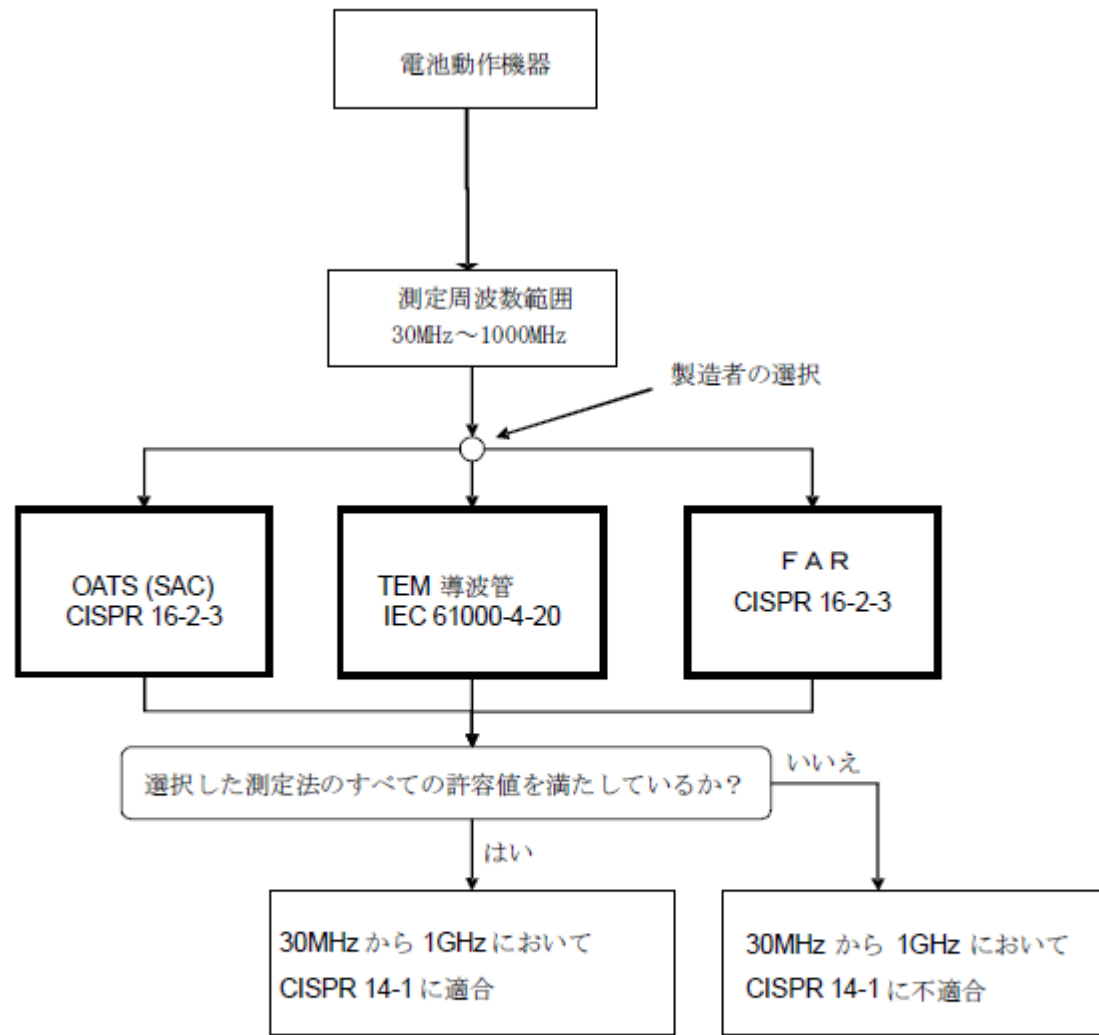 電池動作機器
測定周波数範囲
30MHz～1000MHz
製造者の選択
OATS (SAC)
CISPR 16-2-3
TEM 導波管
IEC 61000-4-20
ＦＡＲ
CISPR 16-2-3
選択した測定法のすべての許容値を満たしているか？
いいえ
はい
30MHz から 1GHz において
CISPR 14-1 に適合
30MHz から 1GHz において
CISPR 14-1 に不適合